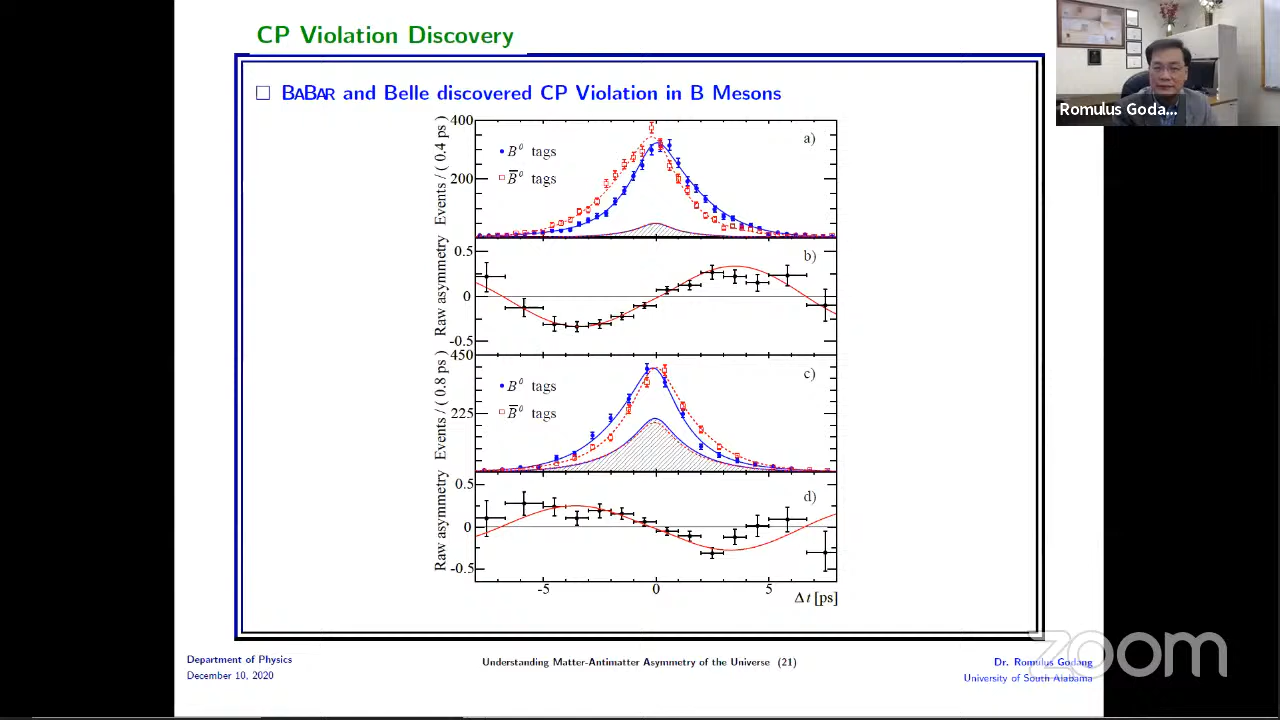 CP Violation Discovery
BABAR and Belle discovered CP Violation in B Mesons
Romulus Goda...
400
200
Events / ( 0.4 ps )
a)
B⁰ tags
B̅⁰ tags
0.5
0
-0.5
Raw asymmetry
b)
450
225
Events / ( 0.8 ps )
c)
B⁰ tags
B̅⁰ tags
0.5
0
-0.5
Raw asymmetry
d)
-5 0 5
Δt [ps]
Department of Physics
December 10, 2020
Understanding Matter-Antimatter Asymmetry of the Universe (21)
Dr. Romulus Godang
University of South Alabama
zoom